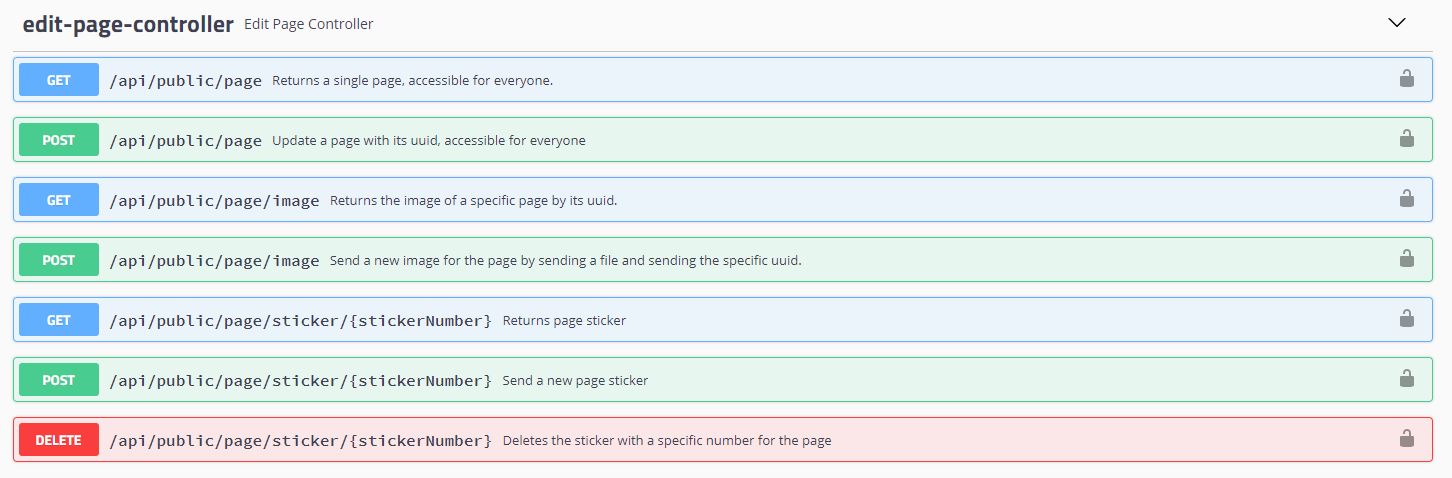 edit-page-controller Edit Page Controller
GET /api/public/page Returns a single page, accessible for everyone.
POST /api/public/page Update a page with its uuid, accessible for everyone
GET /api/public/page/image Returns the image of a specific page by its uuid.
POST /api/public/page/image Send a new image for the page by sending a file and sending the specific uuid.
GET /api/public/page/sticker/{stickerNumber} Returns page sticker
POST /api/public/page/sticker/{stickerNumber} Send a new page sticker
DELETE /api/public/page/sticker/{stickerNumber} Deletes the sticker with a specific number for the page